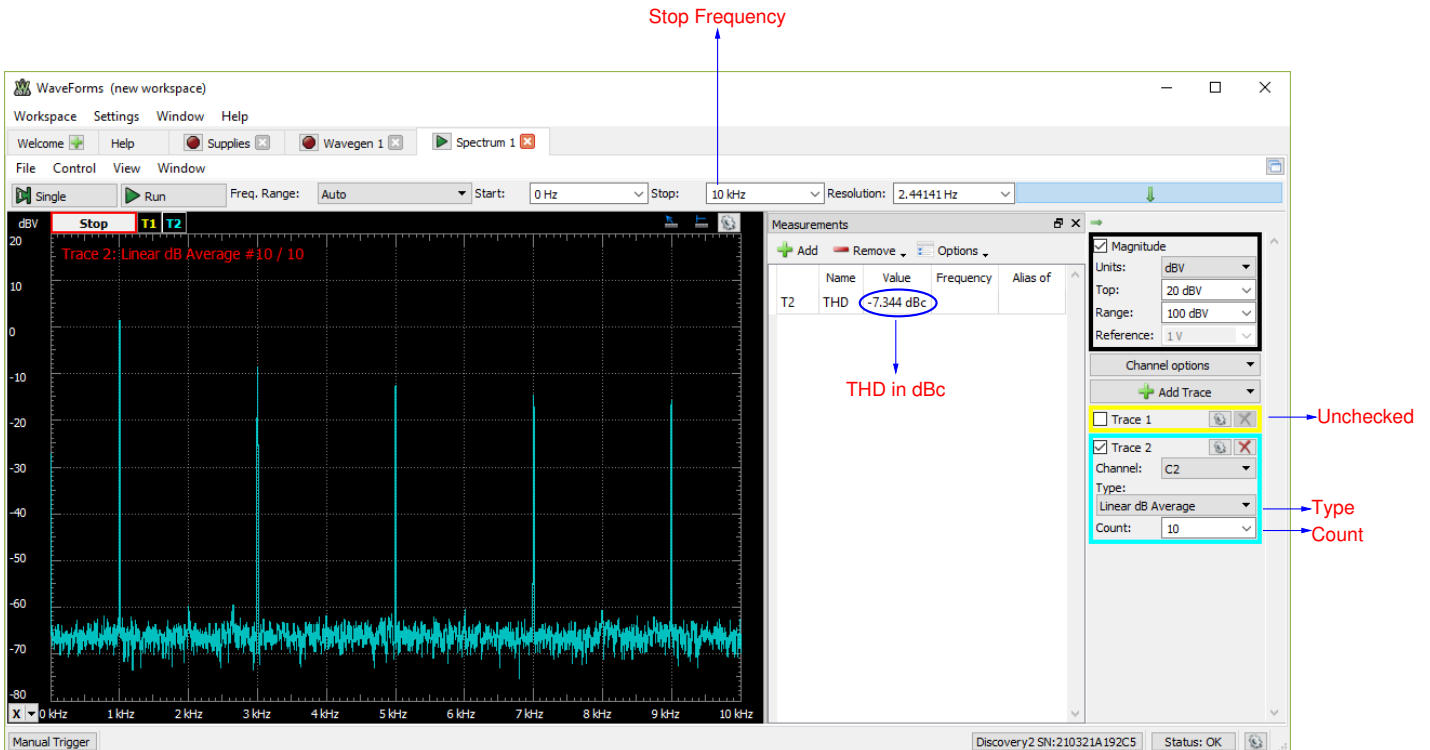 Stop Frequency
WaveForms (new workspace)
Workspace Settings Window Help
Welcome Help Supplies Wavegen 1 Spectrum 1
File Control View Window
Single Run Freq. Range: Auto Start: 0 Hz Stop: 10 kHz Resolution: 2.44141 Hz
dBV Stop T1 T2
Trace 2: Linear dB Average #10 / 10
20
10
0
-10
-20
-30
-40
-50
-60
-70
-80
X 0 kHz 1 kHz 2 kHz 3 kHz 4 kHz 5 kHz 6 kHz 7 kHz 8 kHz 9 kHz 10 kHz
Measurements
Add Remove Options
Name Value Frequency Alias of
T2 THD -7.344 dBc
THD in dBc
Magnitude
Units: dBV
Top: 20 dBV
Range: 100 dBV
Reference: 1 V
Channel options
Add Trace
Trace 1
Unchecked
Trace 2
Channel: C2
Type:
Linear dB Average
Type
Count: 10
Count
Manual Trigger Discovery2 SN:210321A192C5 Status: OK